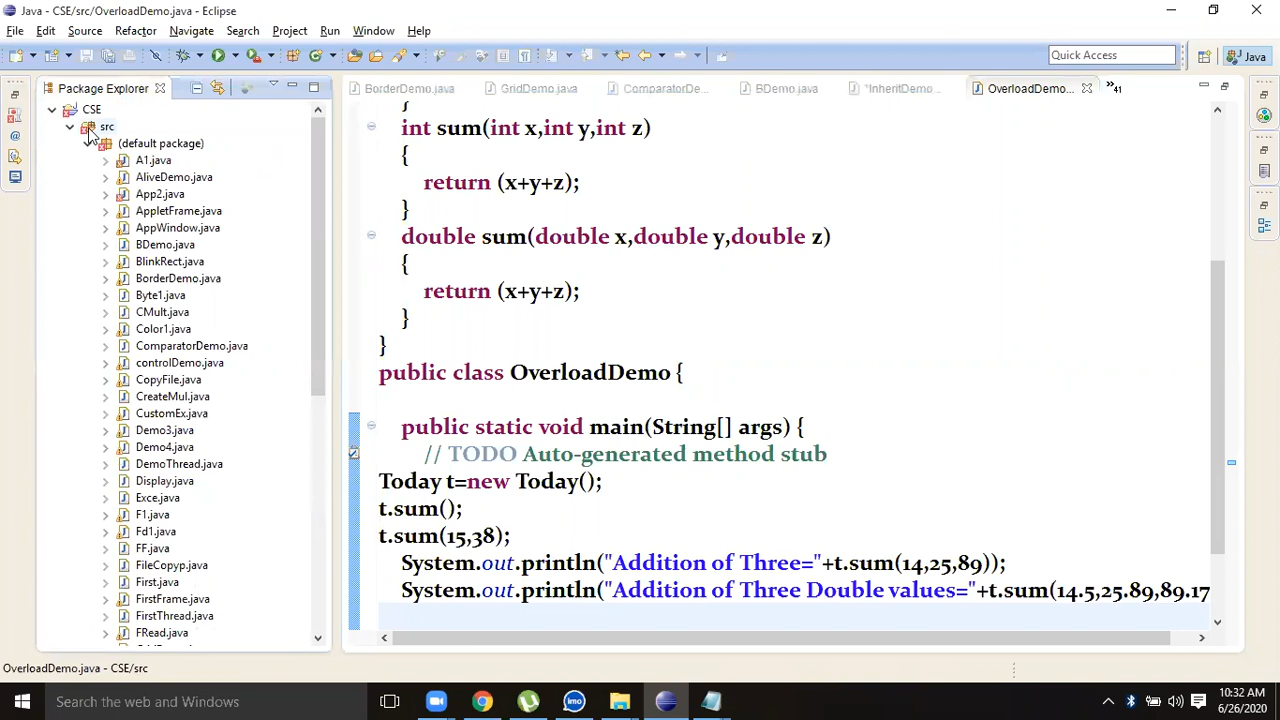 Java - CSE/src/OverloadDemo.java - Eclipse
File Edit Source Refactor Navigate Search Project Run Window Help
Quick Access
Java
Package Explorer
BorderDemo.java
GridDemo.java
ComparatorDe...
BDemo.java
*InheritDemo....
OverloadDemo...
»41
CSE
src
(default package)
A1.java
AliveDemo.java
App2.java
AppletFrame.java
AppWindow.java
BDemo.java
BlinkRect.java
BorderDemo.java
Byte1.java
CMult.java
Color1.java
ComparatorDemo.java
controlDemo.java
CopyFile.java
CreateMul.java
CustomEx.java
Demo3.java
Demo4.java
DemoThread.java
Display.java
Exce.java
F1.java
Fd1.java
FF.java
FileCopyp.java
First.java
FirstFrame.java
FirstThread.java
FRead.java
{
int sum(int x,int y,int z)
{
return (x+y+z);
}
double sum(double x,double y,double z)
{
return (x+y+z);
}
}
public class OverloadDemo {
public static void main(String[] args) {
// TODO Auto-generated method stub
Today t=new Today();
t.sum();
t.sum(15,38);
System.out.println("Addition of Three="+t.sum(14,25,89));
System.out.println("Addition of Three Double values="+t.sum(14.5,25.89,89.17
OverloadDemo.java - CSE/src
Type here to search
imo
10:32 AM
6/26/2020